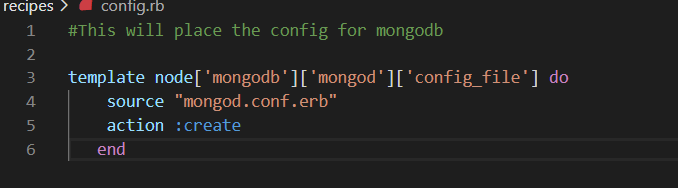 recipes > config.rb
1 #This will place the config for mongodb
2
3 template node['mongodb']['mongod']['config_file'] do
4     source "mongod.conf.erb"
5     action :create
6    end